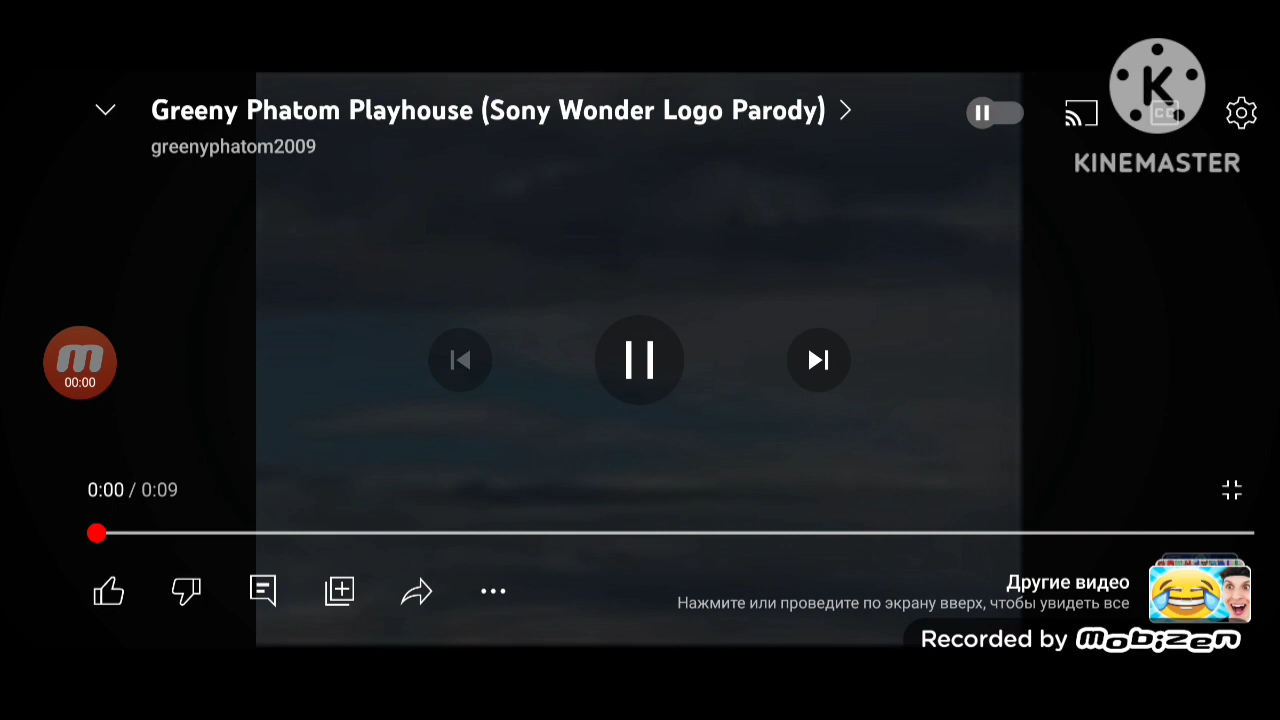 Greeny Phatom Playhouse (Sony Wonder Logo Parody)
greenyphatom2009
K
CC
KINEMASTER
m
00:00
0:00 / 0:09
Другие видео
Нажмите или проведите по экрану вверх, чтобы увидеть все
Recorded by mobizen